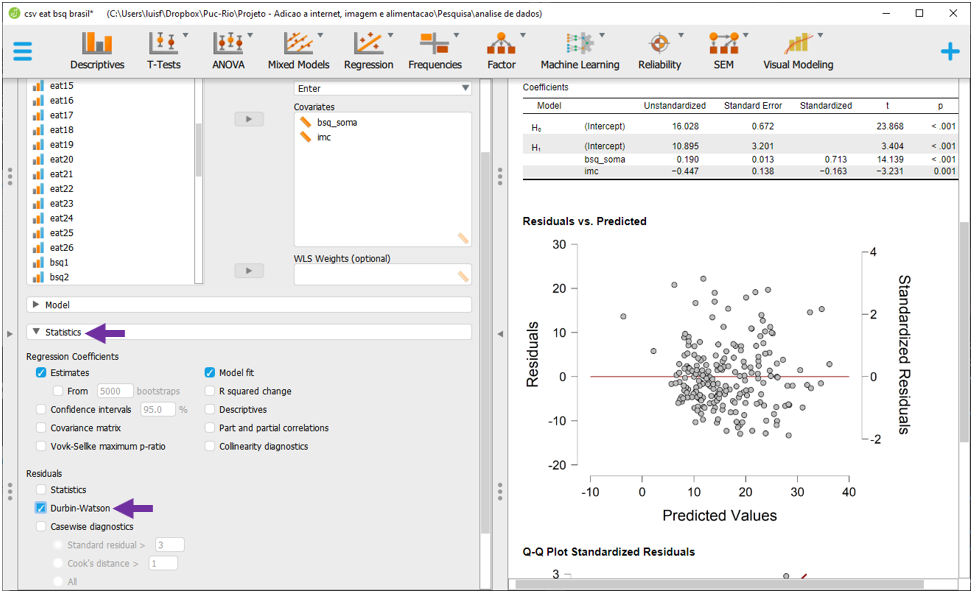 csv eat bsq brasil* (C:\Users\luisf\Dropbox\Puc-Rio\Projeto - Adicao a internet, imagem e alimentacao\Pesquisa\analise de dados)
Descriptives T-Tests ANOVA Mixed Models Regression Frequencies Factor Machine Learning Reliability SEM Visual Modeling
eat15
eat16
eat17
eat18
eat19
eat20
eat21
eat22
eat23
eat24
eat25
eat26
bsq1
bsq2
Enter
Covariates
bsq_soma
imc
WLS Weights (optional)
Model
Statistics
Regression Coefficients
Estimates
From 5000 bootstraps
Confidence intervals 95.0 %
Covariance matrix
Vovk-Sellke maximum p-ratio
Model fit
R squared change
Descriptives
Part and partial correlations
Collinearity diagnostics
Residuals
Statistics
Durbin-Watson
Casewise diagnostics
Standard residual > 3
Cook's distance > 1
All
Coefficients
Model Unstandardized Standard Error Standardized t p
H₀ (Intercept) 16.028 0.672 23.868 < .001
H₁ (Intercept) 10.895 3.201 3.404 < .001
bsq_soma 0.190 0.013 0.713 14.139 < .001
imc −0.447 0.138 −0.163 −3.231 0.001
Residuals vs. Predicted
30
20
10
0
-10
-20
Residuals
4
2
0
-2
Standardized Residuals
-10 0 10 20 30 40
Predicted Values
Q-Q Plot Standardized Residuals
3